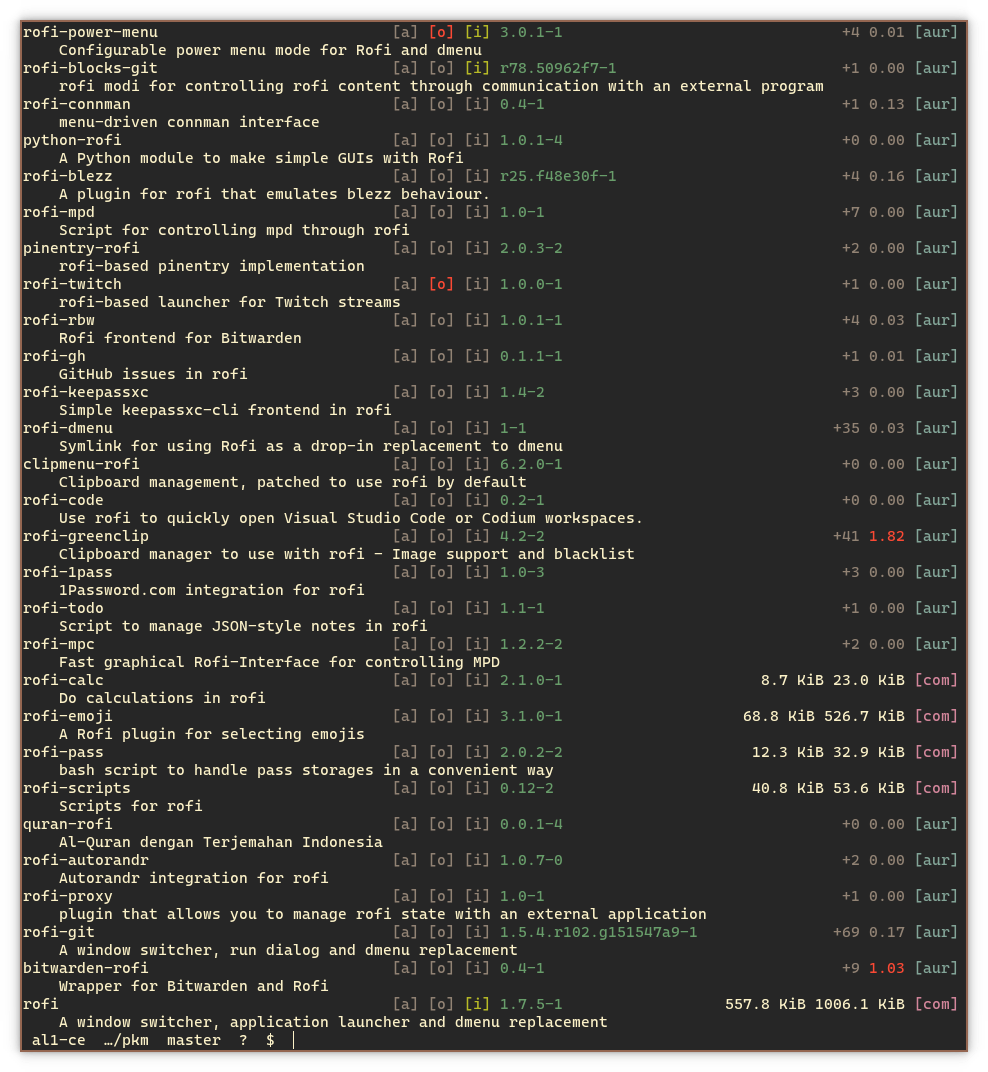 rofi-power-menu [a] [o] [i] 3.0.1-1 +4 0.01 [aur]
Configurable power menu mode for Rofi and dmenu
rofi-blocks-git [a] [o] [i] r78.50962f7-1 +1 0.00 [aur]
rofi modi for controlling rofi content through communication with an external program
rofi-connman [a] [o] [i] 0.4-1 +1 0.13 [aur]
menu-driven connman interface
python-rofi [a] [o] [i] 1.0.1-4 +0 0.00 [aur]
A Python module to make simple GUIs with Rofi
rofi-blezz [a] [o] [i] r25.f48e30f-1 +4 0.16 [aur]
A plugin for rofi that emulates blezz behaviour.
rofi-mpd [a] [o] [i] 1.0-1 +7 0.00 [aur]
Script for controlling mpd through rofi
pinentry-rofi [a] [o] [i] 2.0.3-2 +2 0.00 [aur]
rofi-based pinentry implementation
rofi-twitch [a] [o] [i] 1.0.0-1 +1 0.00 [aur]
rofi-based launcher for Twitch streams
rofi-rbw [a] [o] [i] 1.0.1-1 +4 0.03 [aur]
Rofi frontend for Bitwarden
rofi-gh [a] [o] [i] 0.1.1-1 +1 0.01 [aur]
GitHub issues in rofi
rofi-keepassxc [a] [o] [i] 1.4-2 +3 0.00 [aur]
Simple keepassxc-cli frontend in rofi
rofi-dmenu [a] [o] [i] 1-1 +35 0.03 [aur]
Symlink for using Rofi as a drop-in replacement to dmenu
clipmenu-rofi [a] [o] [i] 6.2.0-1 +0 0.00 [aur]
Clipboard management, patched to use rofi by default
rofi-code [a] [o] [i] 0.2-1 +0 0.00 [aur]
Use rofi to quickly open Visual Studio Code or Codium workspaces.
rofi-greenclip [a] [o] [i] 4.2-2 +41 1.82 [aur]
Clipboard manager to use with rofi - Image support and blacklist
rofi-1pass [a] [o] [i] 1.0-3 +3 0.00 [aur]
1Password.com integration for rofi
rofi-todo [a] [o] [i] 1.1-1 +1 0.00 [aur]
Script to manage JSON-style notes in rofi
rofi-mpc [a] [o] [i] 1.2.2-2 +2 0.00 [aur]
Fast graphical Rofi-Interface for controlling MPD
rofi-calc [a] [o] [i] 2.1.0-1 8.7 KiB 23.0 KiB [com]
Do calculations in rofi
rofi-emoji [a] [o] [i] 3.1.0-1 68.8 KiB 526.7 KiB [com]
A Rofi plugin for selecting emojis
rofi-pass [a] [o] [i] 2.0.2-2 12.3 KiB 32.9 KiB [com]
bash script to handle pass storages in a convenient way
rofi-scripts [a] [o] [i] 0.12-2 40.8 KiB 53.6 KiB [com]
Scripts for rofi
quran-rofi [a] [o] [i] 0.0.1-4 +0 0.00 [aur]
Al-Quran dengan Terjemahan Indonesia
rofi-autorandr [a] [o] [i] 1.0.7-0 +2 0.00 [aur]
Autorandr integration for rofi
rofi-proxy [a] [o] [i] 1.0-1 +1 0.00 [aur]
plugin that allows you to manage rofi state with an external application
rofi-git [a] [o] [i] 1.5.4.r102.g151547a9-1 +69 0.17 [aur]
A window switcher, run dialog and dmenu replacement
bitwarden-rofi [a] [o] [i] 0.4-1 +9 1.03 [aur]
Wrapper for Bitwarden and Rofi
rofi [a] [o] [i] 1.7.5-1 557.8 KiB 1006.1 KiB [com]
A window switcher, application launcher and dmenu replacement
al1-ce …/pkm master ? $